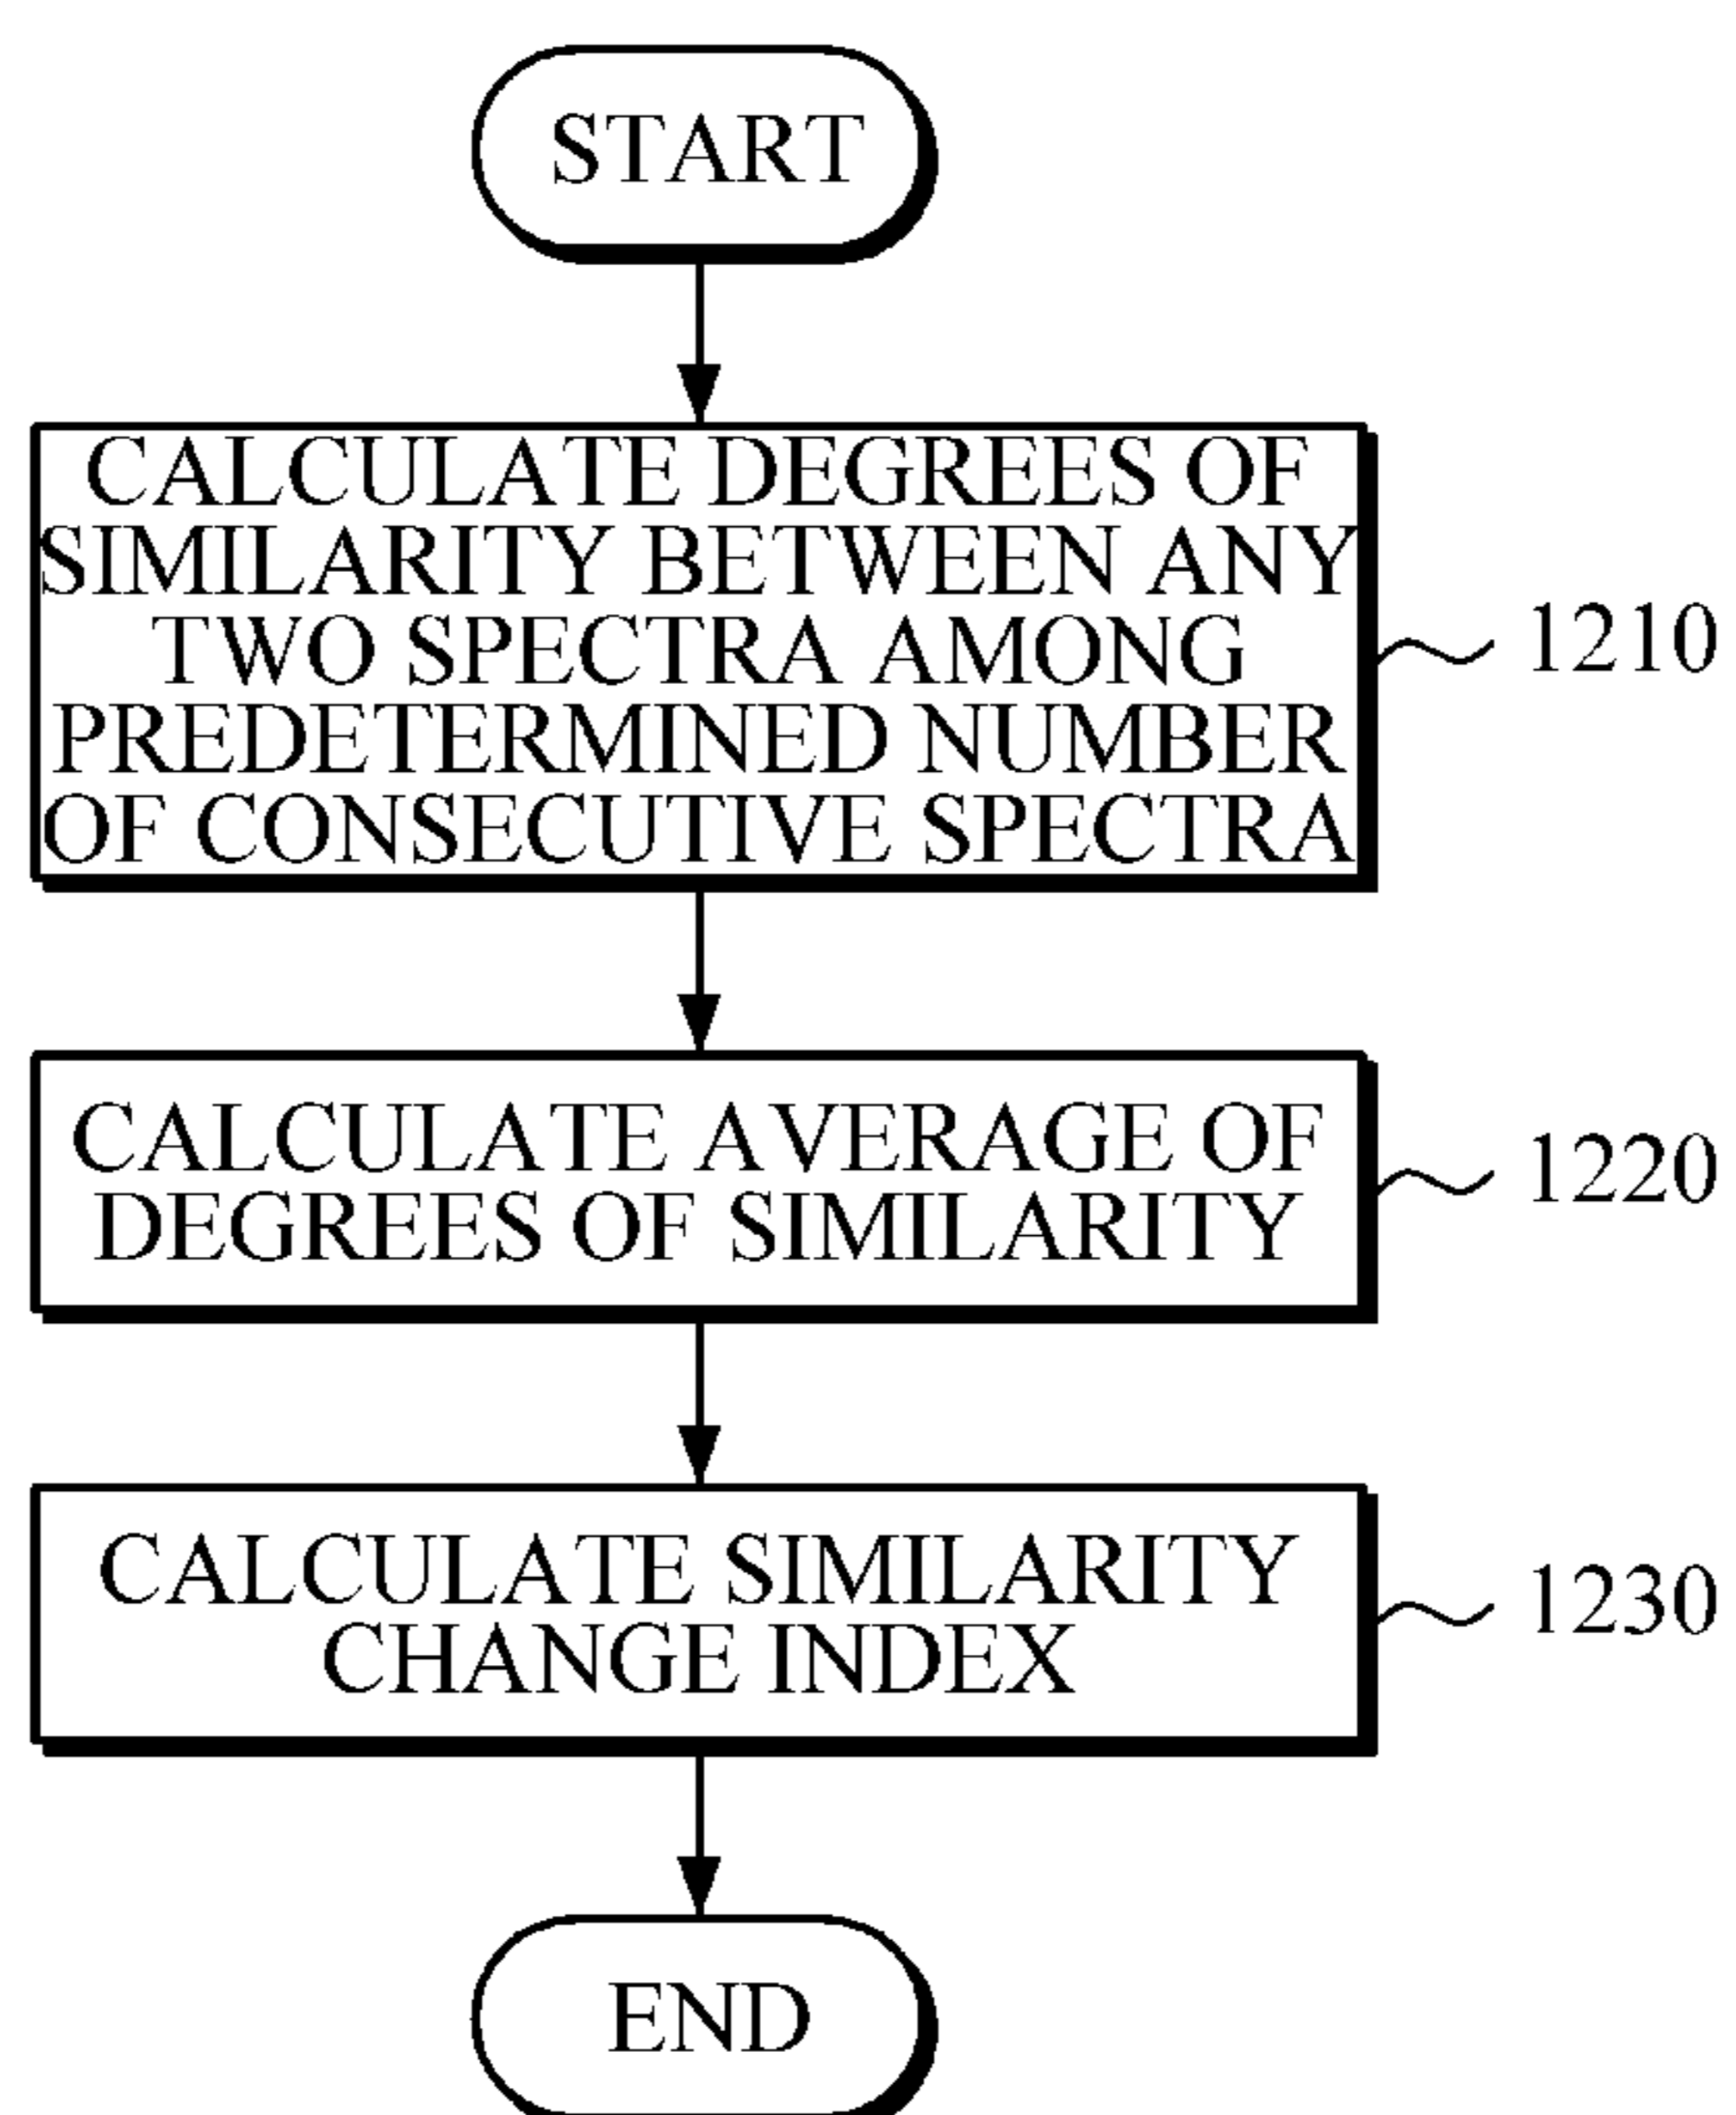 START
CALCULATE DEGREES OF
SIMILARITY BETWEEN ANY
TWO SPECTRA AMONG
PREDETERMINED NUMBER
OF CONSECUTIVE SPECTRA
1210
CALCULATE AVERAGE OF
DEGREES OF SIMILARITY
1220
CALCULATE SIMILARITY
CHANGE INDEX
1230
END